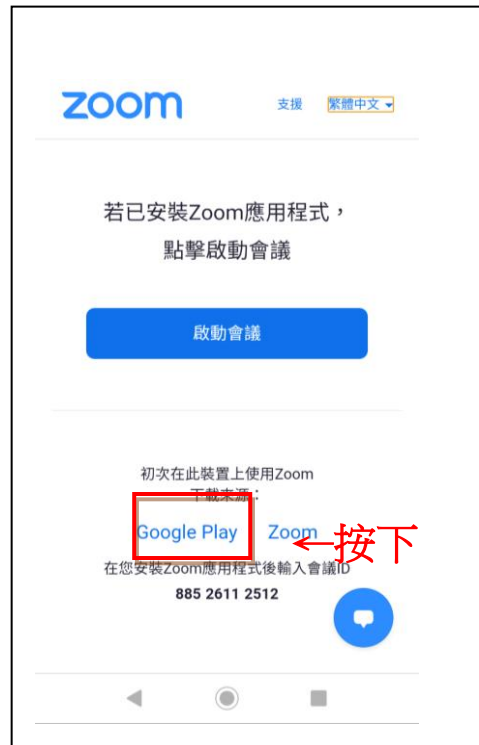 zoom
支援 繁體中文
若已安裝Zoom應用程式，
點擊啟動會議
啟動會議
初次在此裝置上使用Zoom
下載來源：
Google Play Zoom
←按下
在您安裝Zoom應用程式後輸入會議ID
885 2611 2512